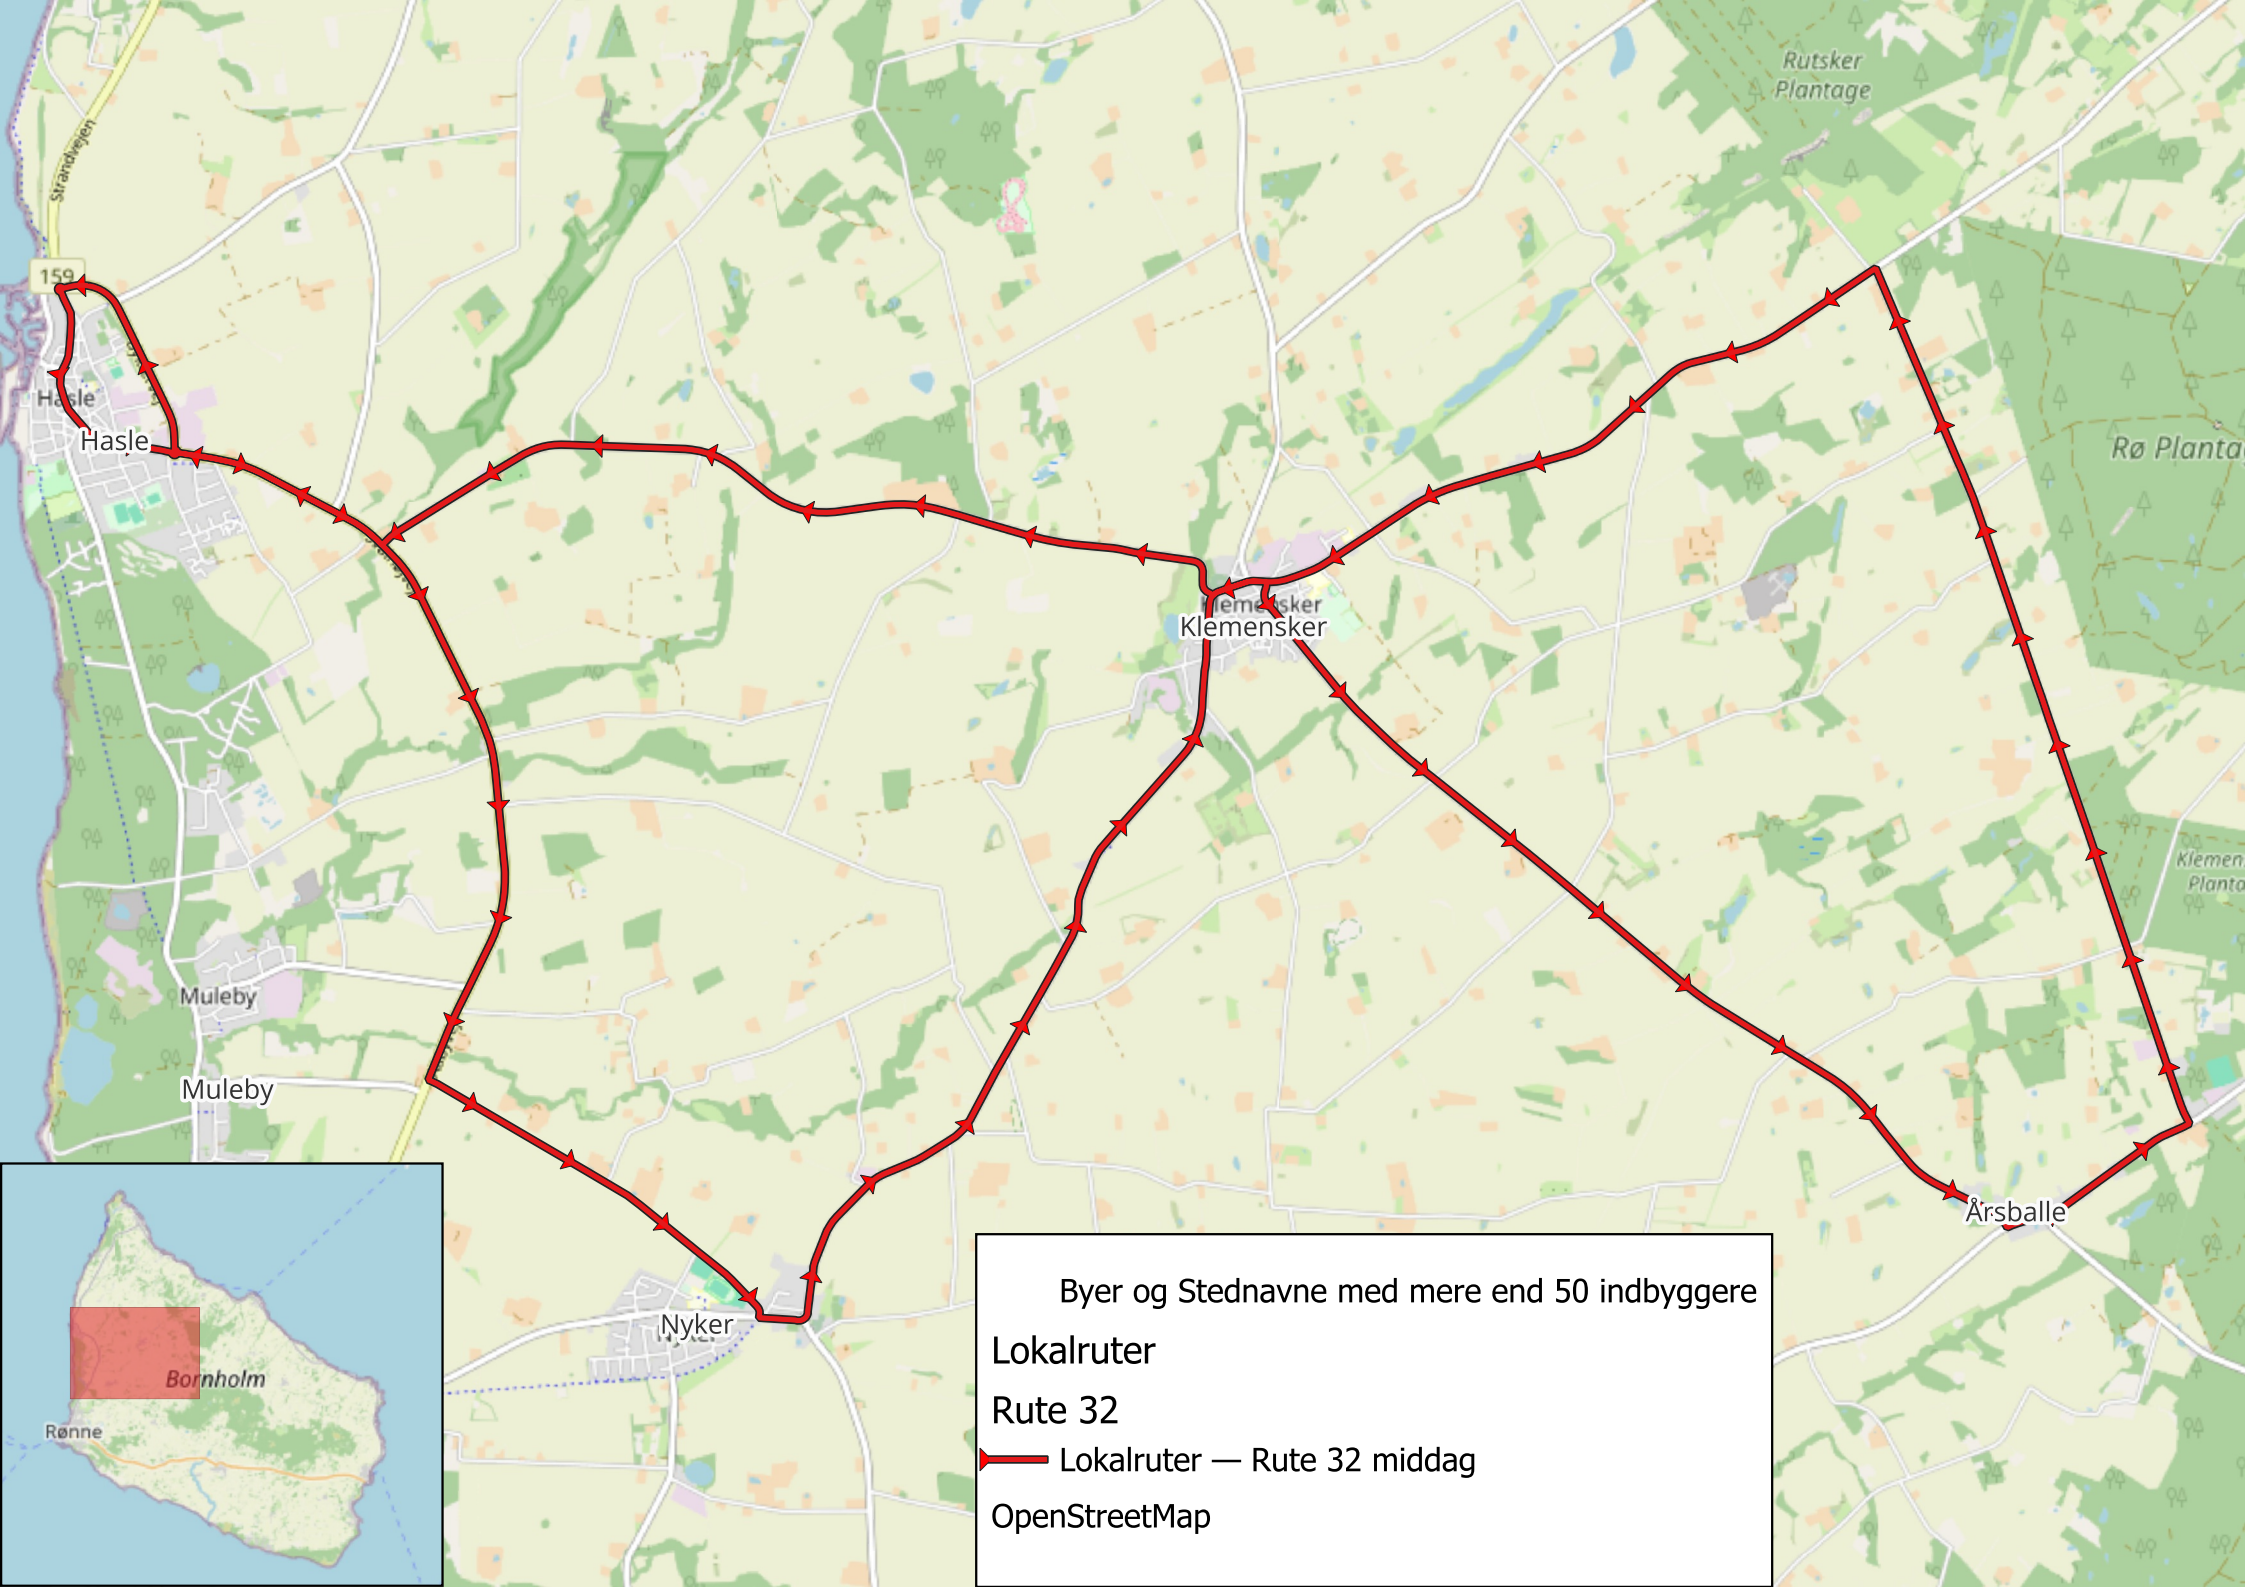 Rutsker
Plantage
Strandvejen
159
Hasle
Hasle
Rø Planta
Klemensker
Klemensker
Klemen
Planta
Muleby
Muleby
Årsballe
Nyker
Bornholm
Rønne
Byer og Stednavne med mere end 50 indbyggere
Lokalruter
Rute 32
Lokalruter — Rute 32 middag
OpenStreetMap